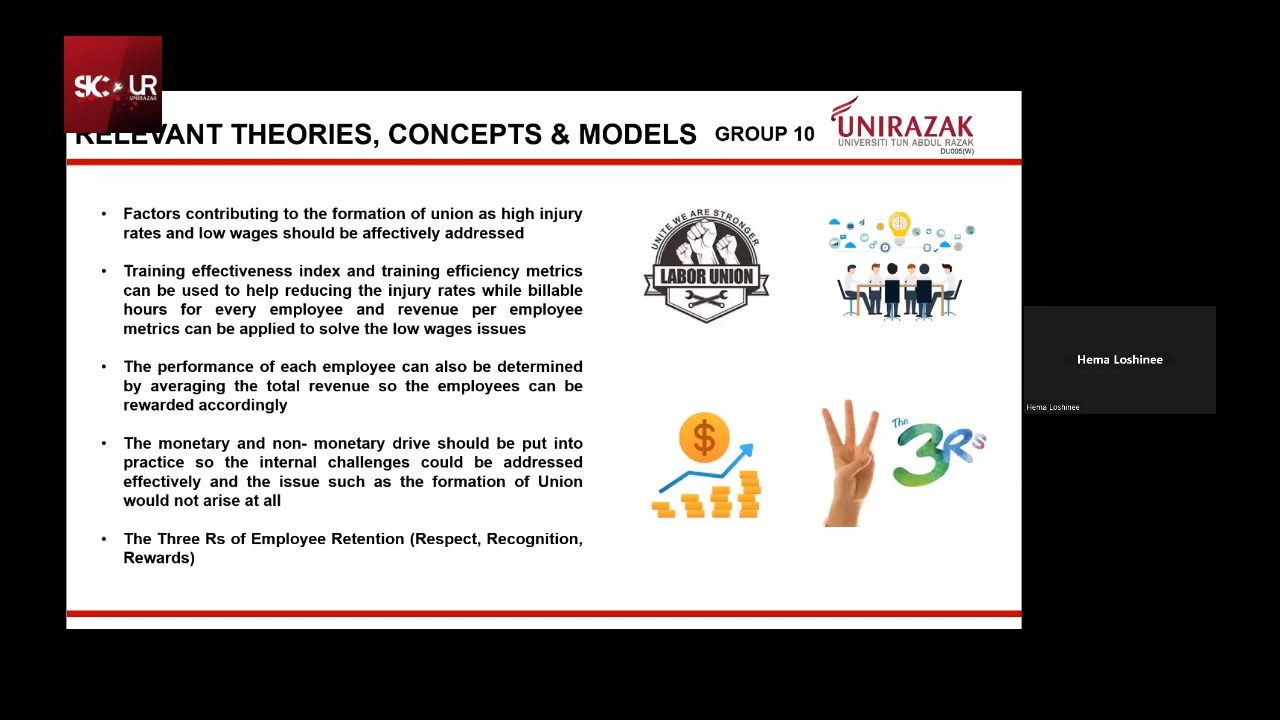 SKC UR
UNIRAZAK
RELEVANT THEORIES, CONCEPTS & MODELS GROUP 10
UNIRAZAK
UNIVERSITI TUN ABDUL RAZAK
DU005(W)
• Factors contributing to the formation of union as high injury
rates and low wages should be affectively addressed
• Training effectiveness index and training efficiency metrics
can be used to help reducing the injury rates while billable
hours for every employee and revenue per employee
metrics can be applied to solve the low wages issues
• The performance of each employee can also be determined
by averaging the total revenue so the employees can be
rewarded accordingly
• The monetary and non- monetary drive should be put into
practice so the internal challenges could be addressed
effectively and the issue such as the formation of Union
would not arise at all
• The Three Rs of Employee Retention (Respect, Recognition,
Rewards)
UNITE WE ARE STRONGER
LABOR UNION
$
The
3Rs
Hema Loshinee
Hema Loshinee